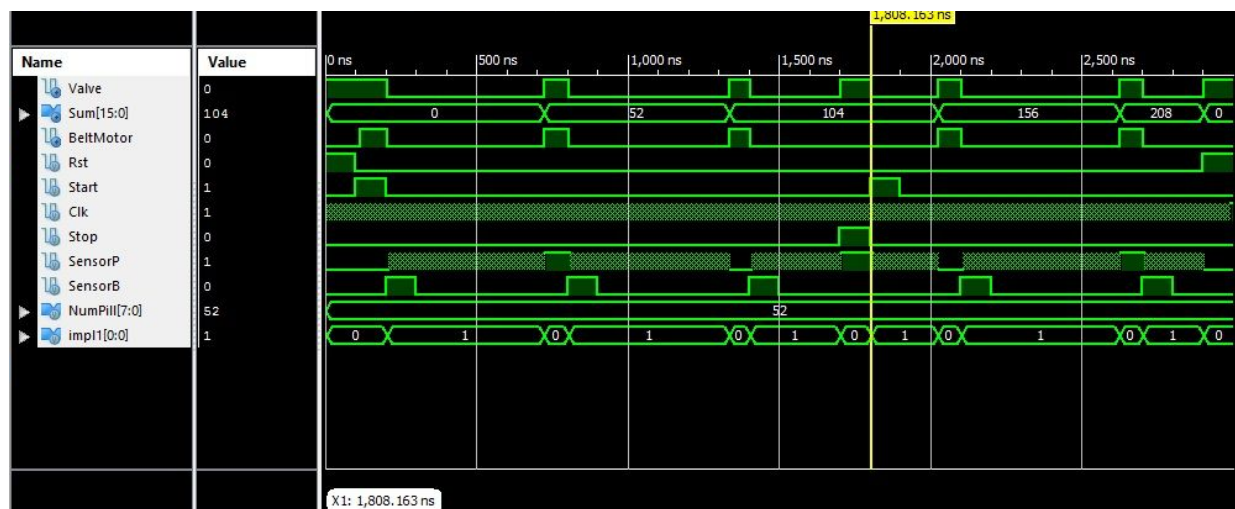 1,808.163 ns
Name Value
0 ns 500 ns 1,000 ns 1,500 ns 2,000 ns 2,500 ns
Valve 0
Sum[15:0] 104 0 52 104 156 208 0
BeltMotor 0
Rst 0
Start 1
Clk 1
Stop 0
SensorP 1
SensorB 0
NumPill[7:0] 52 52
impl1[0:0] 1 0 1 0 1 0 1 0 1 0 1 0 1 0
X1: 1,808.163 ns